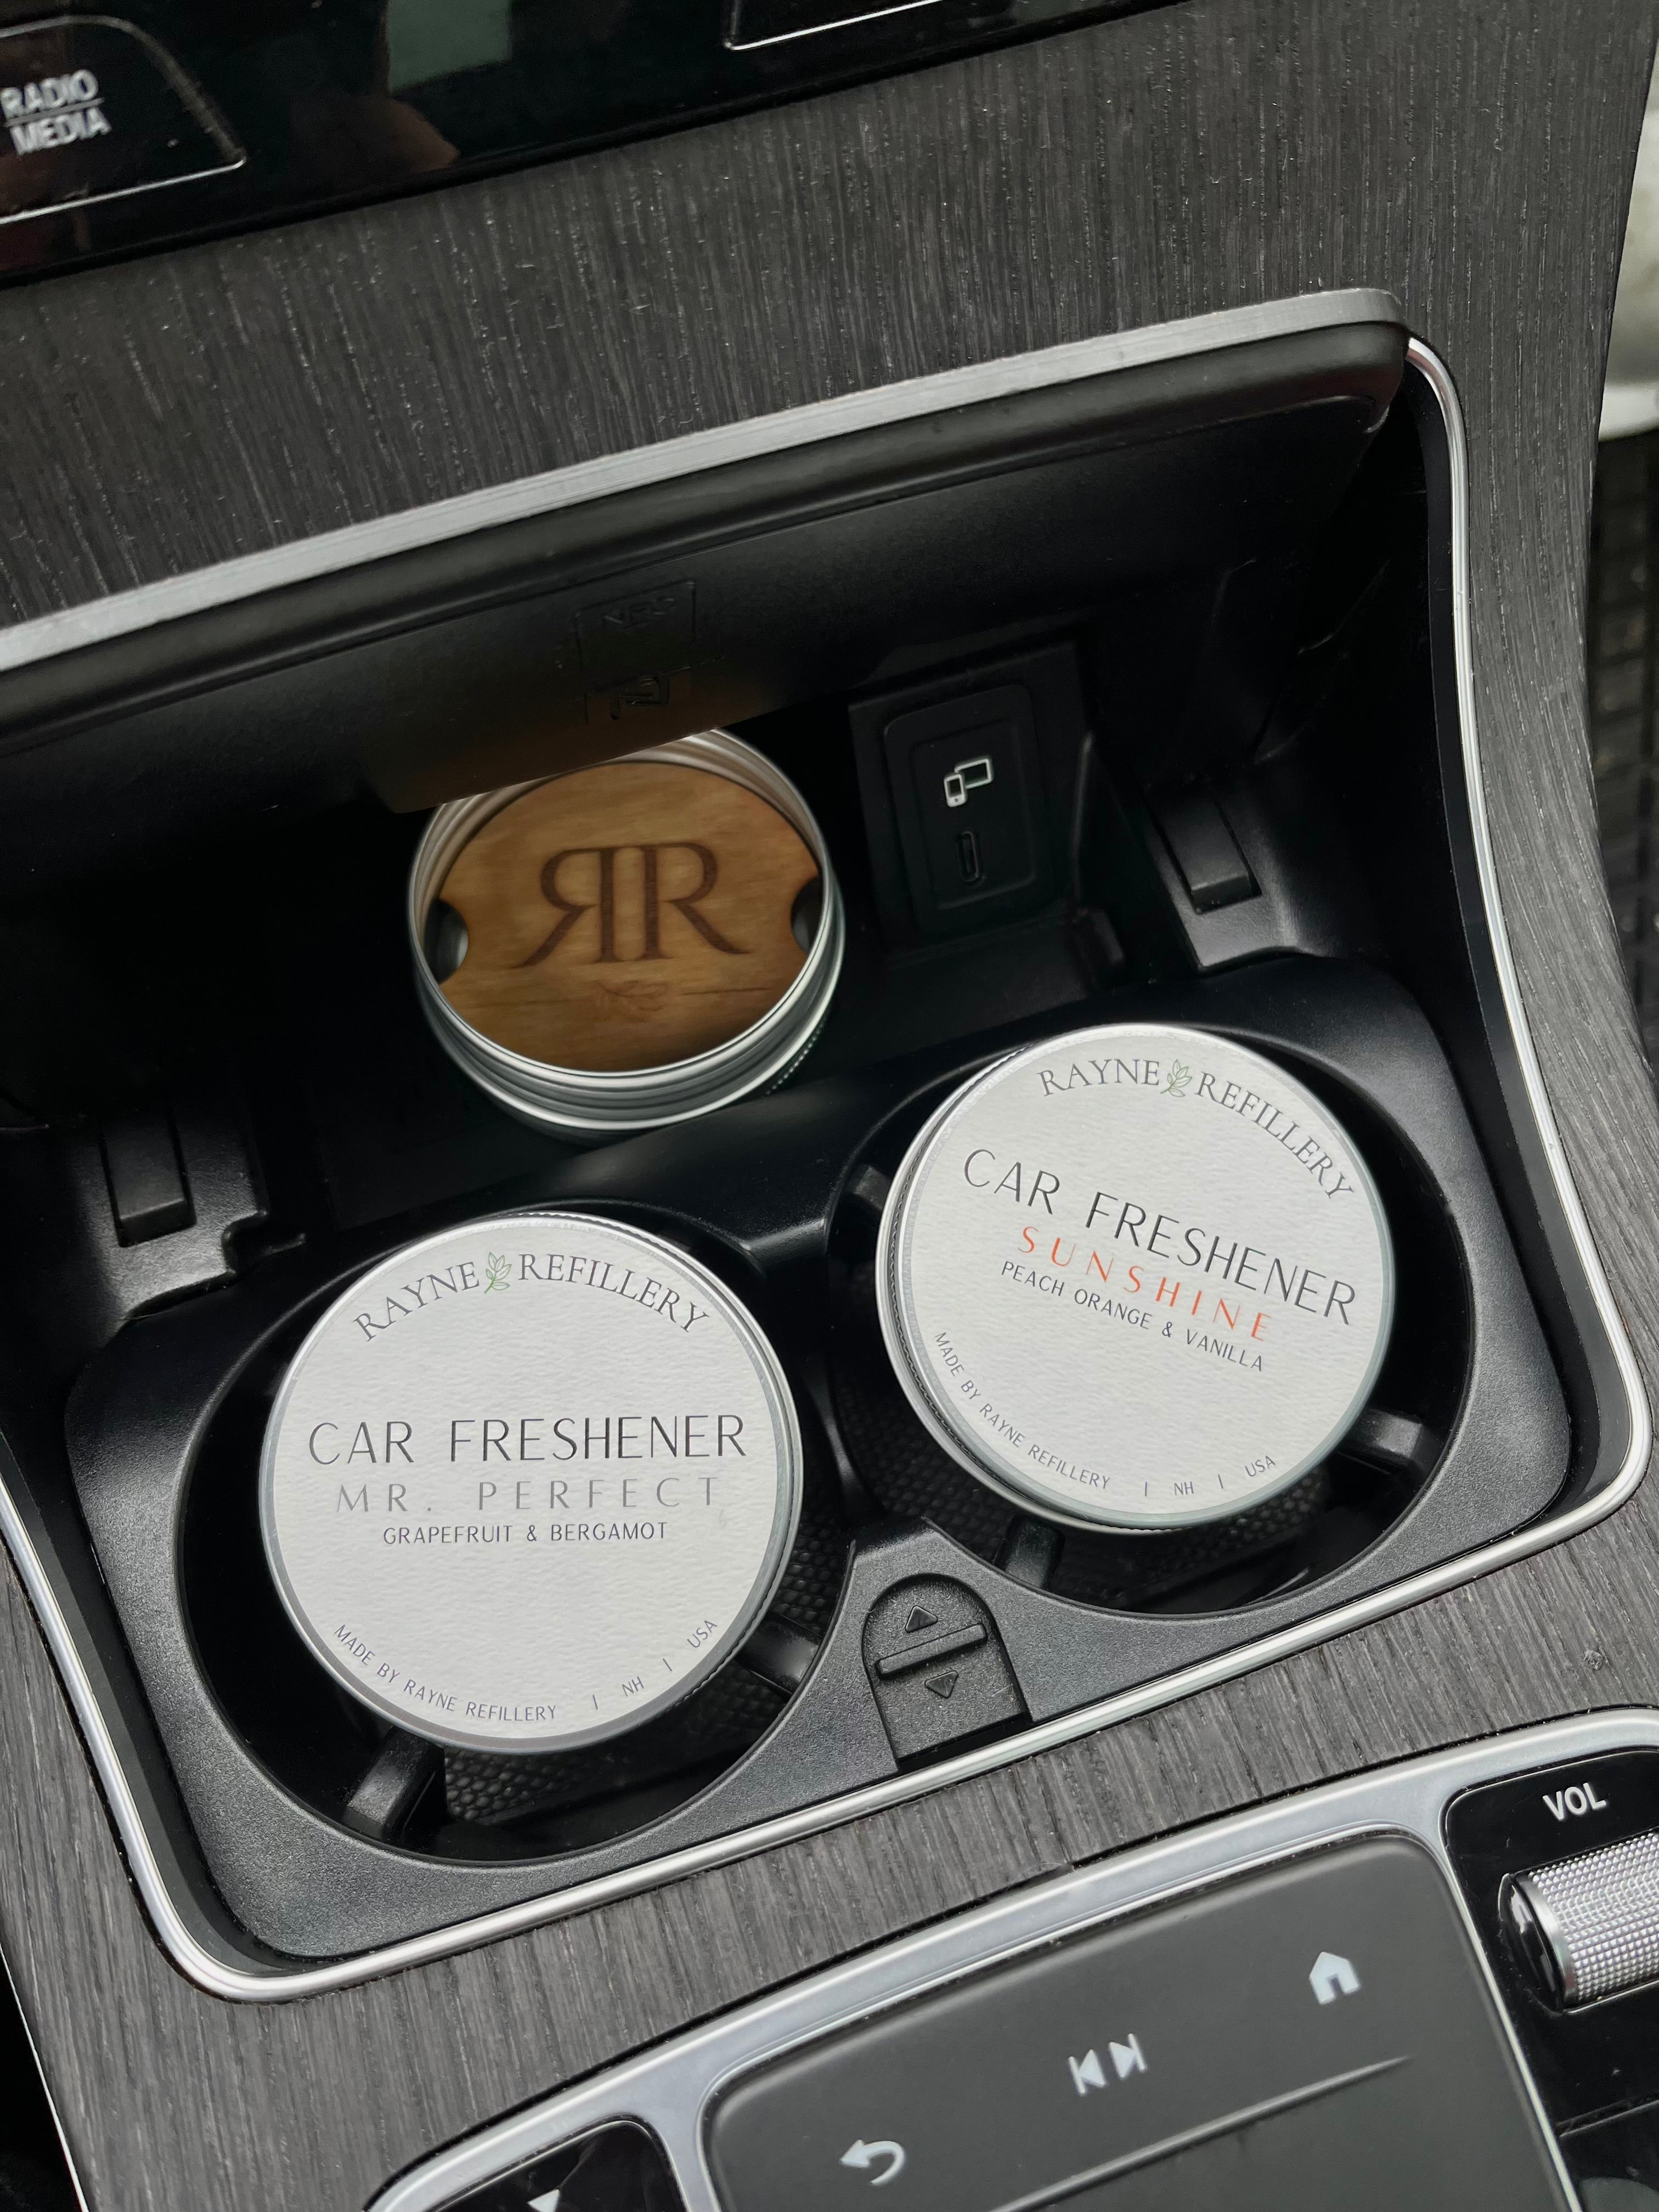 RADIO
MEDIA
RAYNE REFILLERY
CAR FRESHENER
SUNSHINE
PEACH ORANGE & VANILLA
MADE BY RAYNE REFILLERY | NH | USA
RAYNE REFILLERY
CAR FRESHENER
MR. PERFECT
GRAPEFRUIT & BERGAMOT
MADE BY RAYNE REFILLERY | NH | USA
VOL